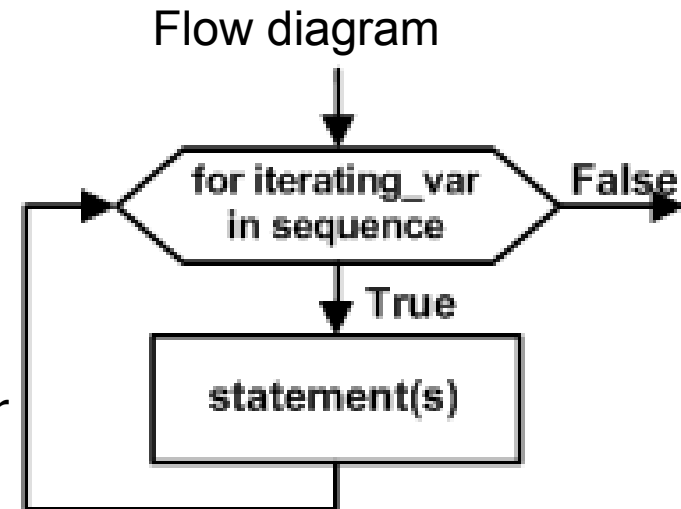 Flow diagram
for iterating_var
in sequence
False
True
statement(s)
r